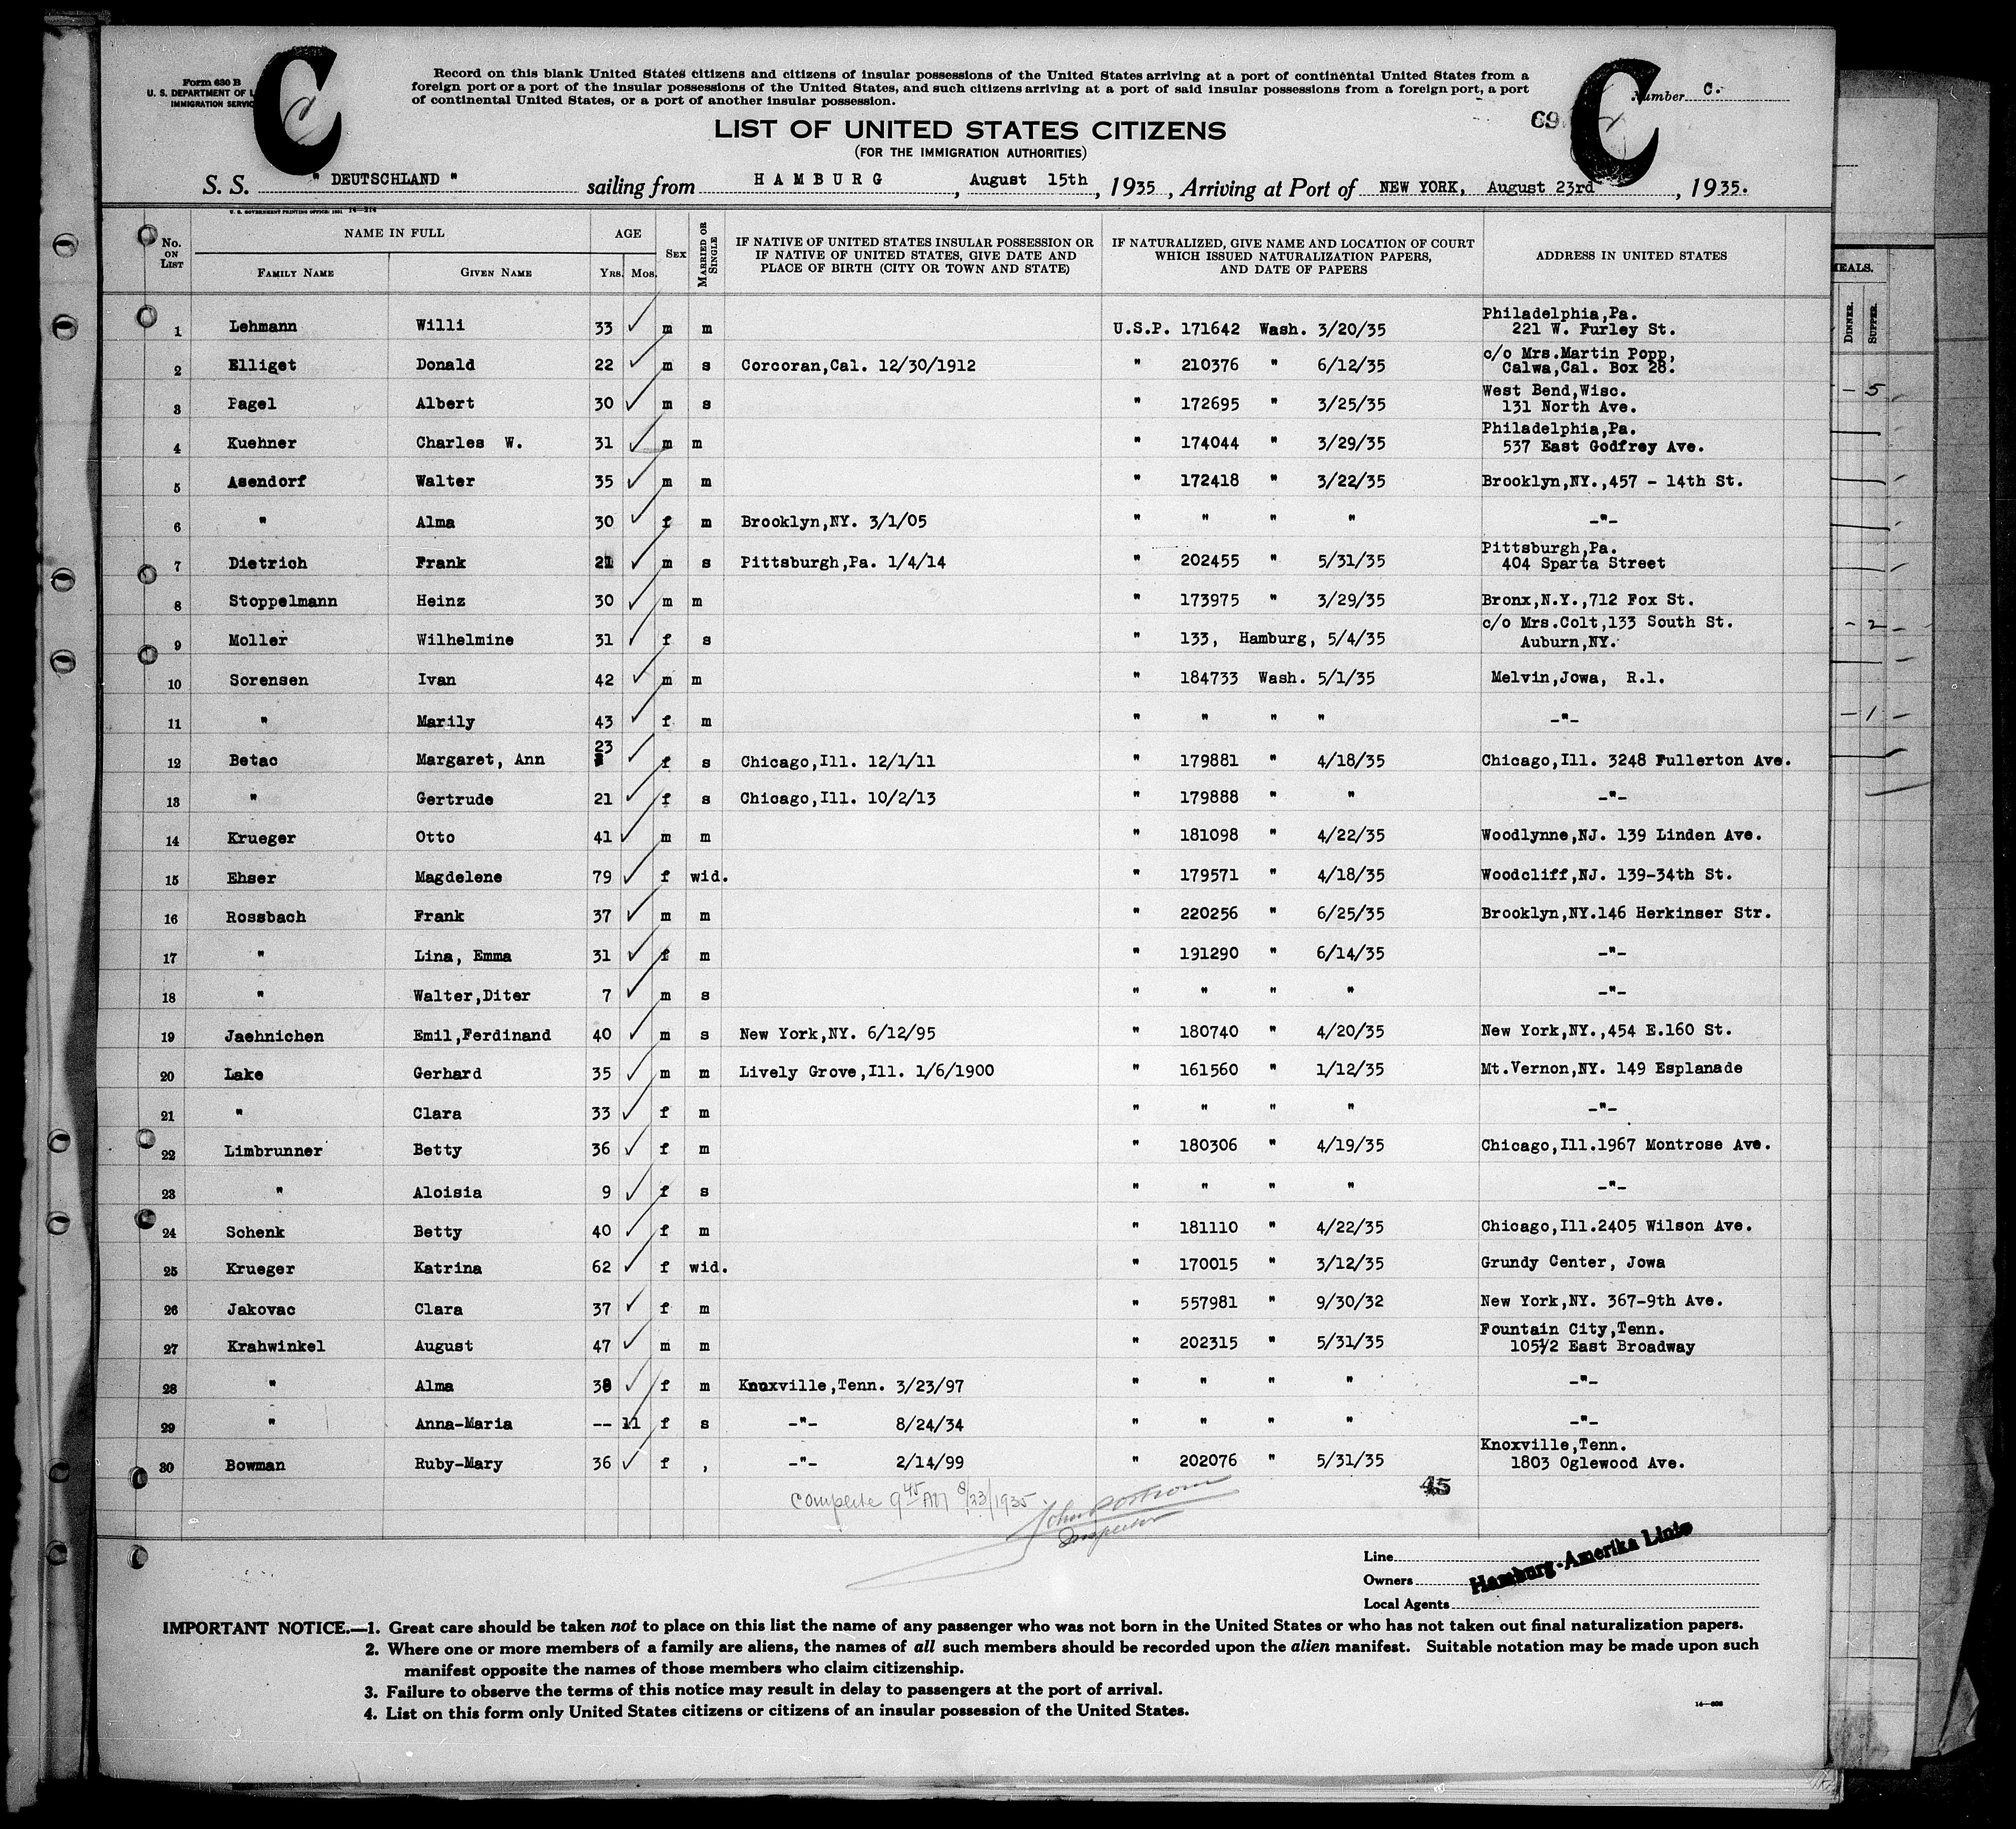 Form 630 B
U. S. DEPARTMENT OF L
IMMIGRATION SERVIC
C
C
Record on this blank United States citizens and citizens of insular possessions of the United States arriving at a port of continental United States from a
foreign port or a port of the insular possessions of the United States, and such citizens arriving at a port of said insular possessions from a foreign port, a port
of continental United States, or a port of another insular possession.
Number C.
69
LIST OF UNITED STATES CITIZENS
(FOR THE IMMIGRATION AUTHORITIES)
S. S. " DEUTSCHLAND " sailing from HAMBURG, August 15th, 1935, Arriving at Port of NEW YORK, August 23rd, 1935.
U. S. GOVERNMENT PRINTING OFFICE: 1931 14—214
No. ON LIST NAME IN FULL FAMILY NAME GIVEN NAME AGE YRS. MOS. SEX MARRIED OR SINGLE
IF NATIVE OF UNITED STATES INSULAR POSSESSION OR
IF NATIVE OF UNITED STATES, GIVE DATE AND
PLACE OF BIRTH (CITY OR TOWN AND STATE)
IF NATURALIZED, GIVE NAME AND LOCATION OF COURT
WHICH ISSUED NATURALIZATION PAPERS,
AND DATE OF PAPERS
ADDRESS IN UNITED STATES
EALS.
DINNER. SUPPER.
1 Lehmann Willi 33 m m U.S.P. 171642 Wash. 3/20/35 Philadelphia,Pa.
221 W. Furley St.
2 Elliget Donald 22 m s Corcoran,Cal. 12/30/1912 " 210376 " 6/12/35 c/o Mrs.Martin Popp,
Calwa,Cal. Box 28.
3 Pagel Albert 30 m s " 172695 " 3/25/35 West Bend,Wisc.
131 North Ave.
4 Kuehner Charles W. 31 m m " 174044 " 3/29/35 Philadelphia,Pa.
537 East Godfrey Ave.
5 Asendorf Walter 35 m m " 172418 " 3/22/35 Brooklyn,NY.,457 - 14th St.
6 " Alma 30 f m Brooklyn,NY. 3/1/05 " " " " -"-
7 Dietrich Frank 21 m s Pittsburgh,Pa. 1/4/14 " 202455 " 5/31/35 Pittsburgh,Pa.
404 Sparta Street
8 Stoppelmann Heinz 30 m m " 173975 " 3/29/35 Bronx,N.Y.,712 Fox St.
9 Moller Wilhelmine 31 f s " 133, Hamburg, 5/4/35 c/o Mrs.Colt,133 South St.
Auburn,NY.
10 Sorensen Ivan 42 m m " 184733 Wash. 5/1/35 Melvin,Jowa, R.l.
11 " Marily 43 f m " " " " -"-
12 Betac Margaret, Ann 23 f s Chicago,Ill. 12/1/11 " 179881 " 4/18/35 Chicago,Ill. 3248 Fullerton Ave.
13 " Gertrude 21 f s Chicago,Ill. 10/2/13 " 179888 " " -"-
14 Krueger Otto 41 m m " 181098 " 4/22/35 Woodlynne,NJ. 139 Linden Ave.
15 Ehser Magdelene 79 f wid. " 179571 " 4/18/35 Woodcliff,NJ. 139-34th St.
16 Rossbach Frank 37 m m " 220256 " 6/25/35 Brooklyn,NY.146 Herkinser Str.
17 " Lina, Emma 31 f m " 191290 " 6/14/35 -"-
18 " Walter,Diter 7 m s " " " " -"-
19 Jaehnichen Emil,Ferdinand 40 m s New York,NY. 6/12/95 " 180740 " 4/20/35 New York,NY.,454 E.160 St.
20 Lake Gerhard 35 m m Lively Grove,Ill. 1/6/1900 " 161560 " 1/12/35 Mt.Vernon,NY. 149 Esplanade
21 " Clara 33 f m " " " " -"-
22 Limbrunner Betty 36 f m " 180306 " 4/19/35 Chicago,Ill.1967 Montrose Ave.
23 " Aloisia 9 f s " " " " -"-
24 Schenk Betty 40 f m " 181110 " 4/22/35 Chicago,Ill.2405 Wilson Ave.
25 Krueger Katrina 62 f wid. " 170015 " 3/12/35 Grundy Center, Jowa
26 Jakovac Clara 37 f m " 557981 " 9/30/32 New York,NY. 367-9th Ave.
27 Krahwinkel August 47 m m " 202315 " 5/31/35 Fountain City,Tenn.
105½ East Broadway
28 " Alma 38 f m Knoxville,Tenn. 3/23/97 " " " " -"-
29 " Anna-Maria -- 11 f s -"- 8/24/34 " " " " -"-
30 Bowman Ruby-Mary 36 f , -"- 2/14/99 " 202076 " 5/31/35 Knoxville,Tenn.
1803 Oglewood Ave.
45
Complete 9 45 AM 8/23/1935.
Inspector
Line
Owners Hamburg-Amerika Linie
Local Agents
IMPORTANT NOTICE.—1. Great care should be taken not to place on this list the name of any passenger who was not born in the United States or who has not taken out final naturalization papers.
2. Where one or more members of a family are aliens, the names of all such members should be recorded upon the alien manifest. Suitable notation may be made upon such
manifest opposite the names of those members who claim citizenship.
3. Failure to observe the terms of this notice may result in delay to passengers at the port of arrival.
4. List on this form only United States citizens or citizens of an insular possession of the United States.